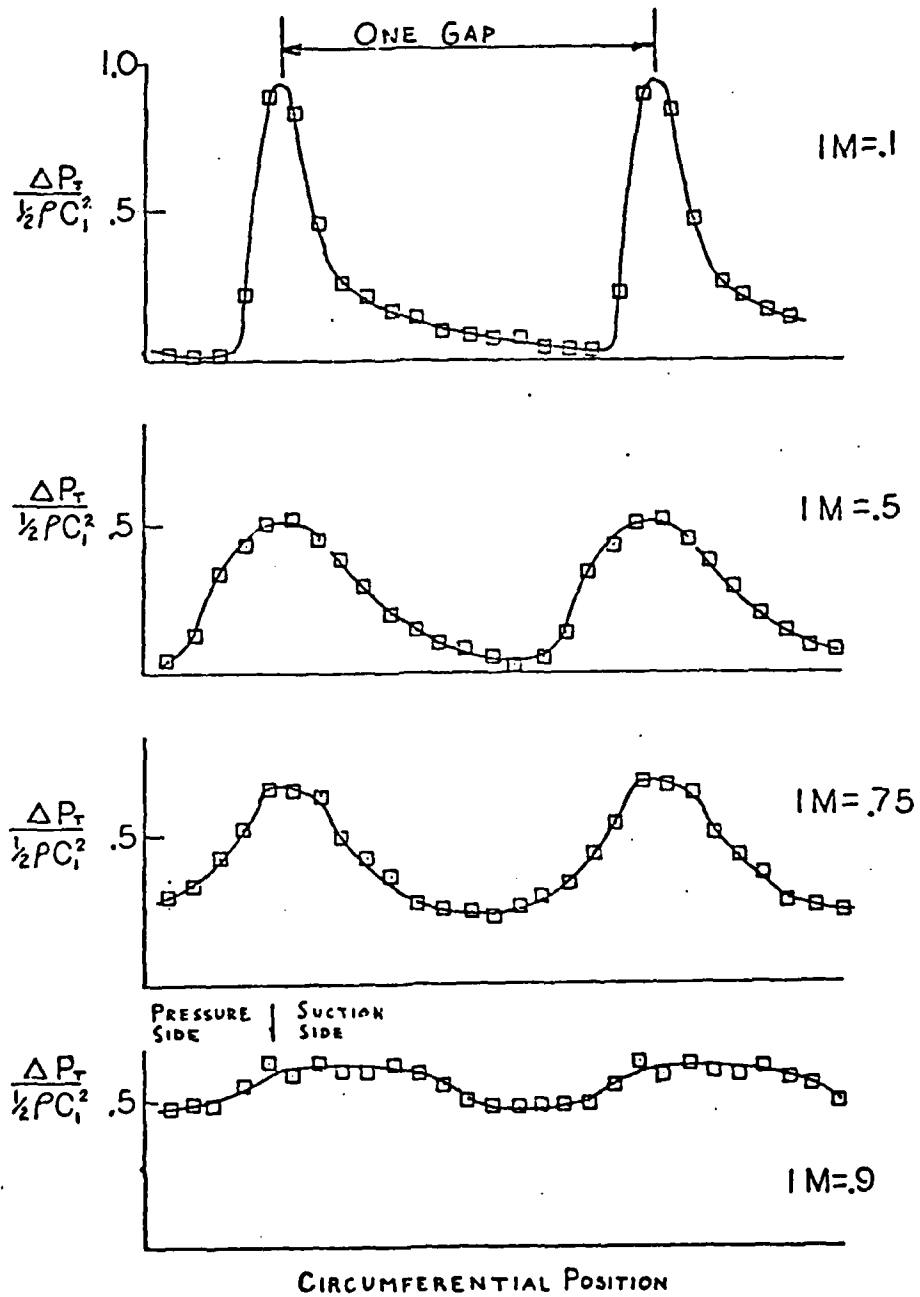 ONE GAP
1.0
IM=.1
ΔP_T
½ρC₁²
.5
IM=.5
ΔP_T
½ρC₁²
.5
IM=.75
ΔP_T
½ρC₁²
.5
PRESSURE SIDE
SUCTION SIDE
ΔP_T
½ρC₁²
.5
IM=.9
CIRCUMFERENTIAL POSITION